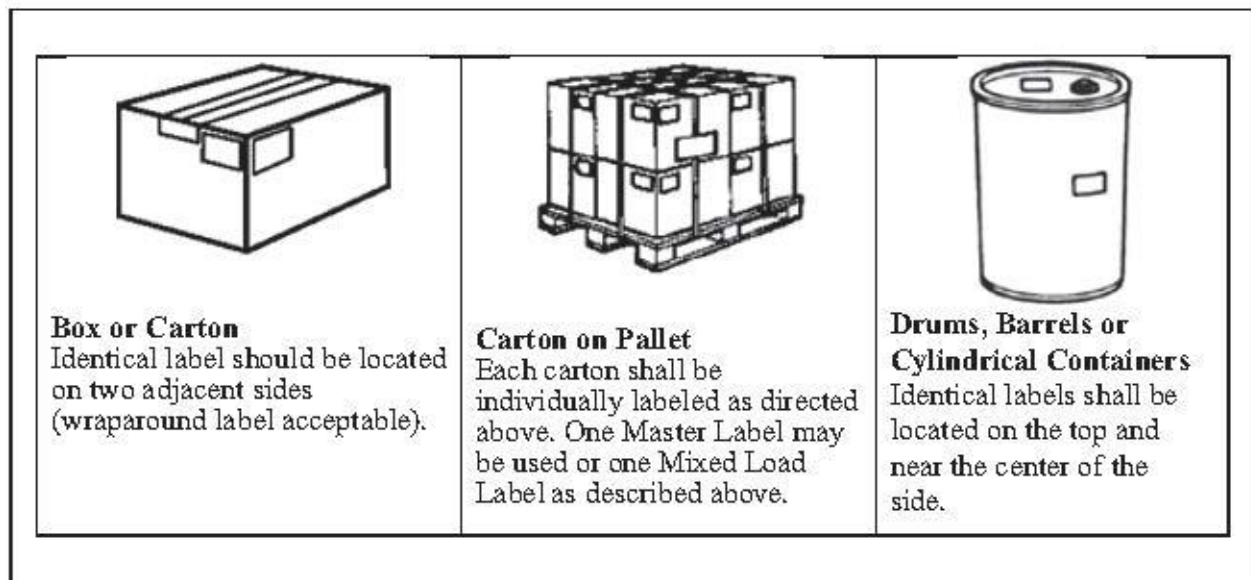 Box or Carton
Identical label should be located
on two adjacent sides
(wraparound label acceptable).
Carton on Pallet
Each carton shall be
individually labeled as directed
above. One Master Label may
be used or one Mixed Load
Label as described above.
Drums, Barrels or
Cylindrical Containers
Identical labels shall be
located on the top and
near the center of the
side.